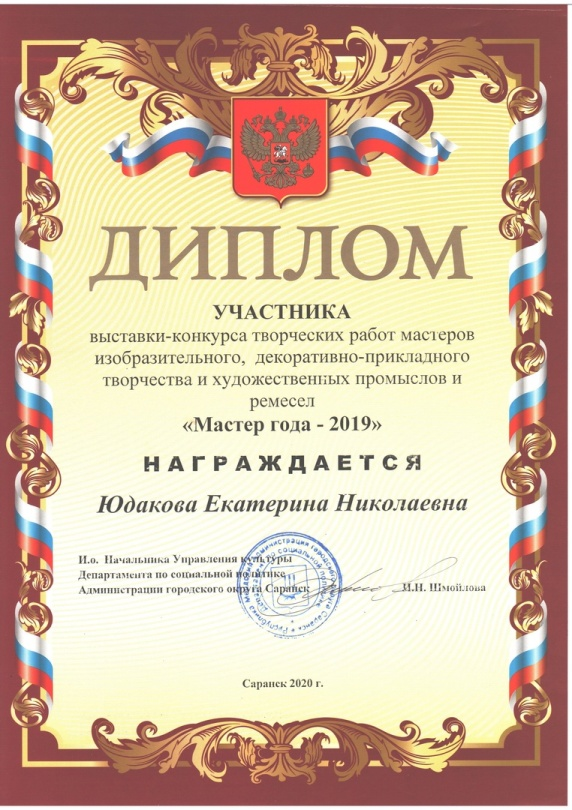 ДИПЛОМ
УЧАСТНИКА
выставки-конкурса творческих работ мастеров
изобразительного, декоративно-прикладного
творчества и художественных промыслов и
ремесел
«Мастер года - 2019»
НАГРАЖДАЕТСЯ
Юдакова Екатерина Николаевна
И.о. Начальника Управления культуры
Департамента по социальной политике
Администрации городского округа Саранск И.Н. Шмойлова
Саранск 2020 г.